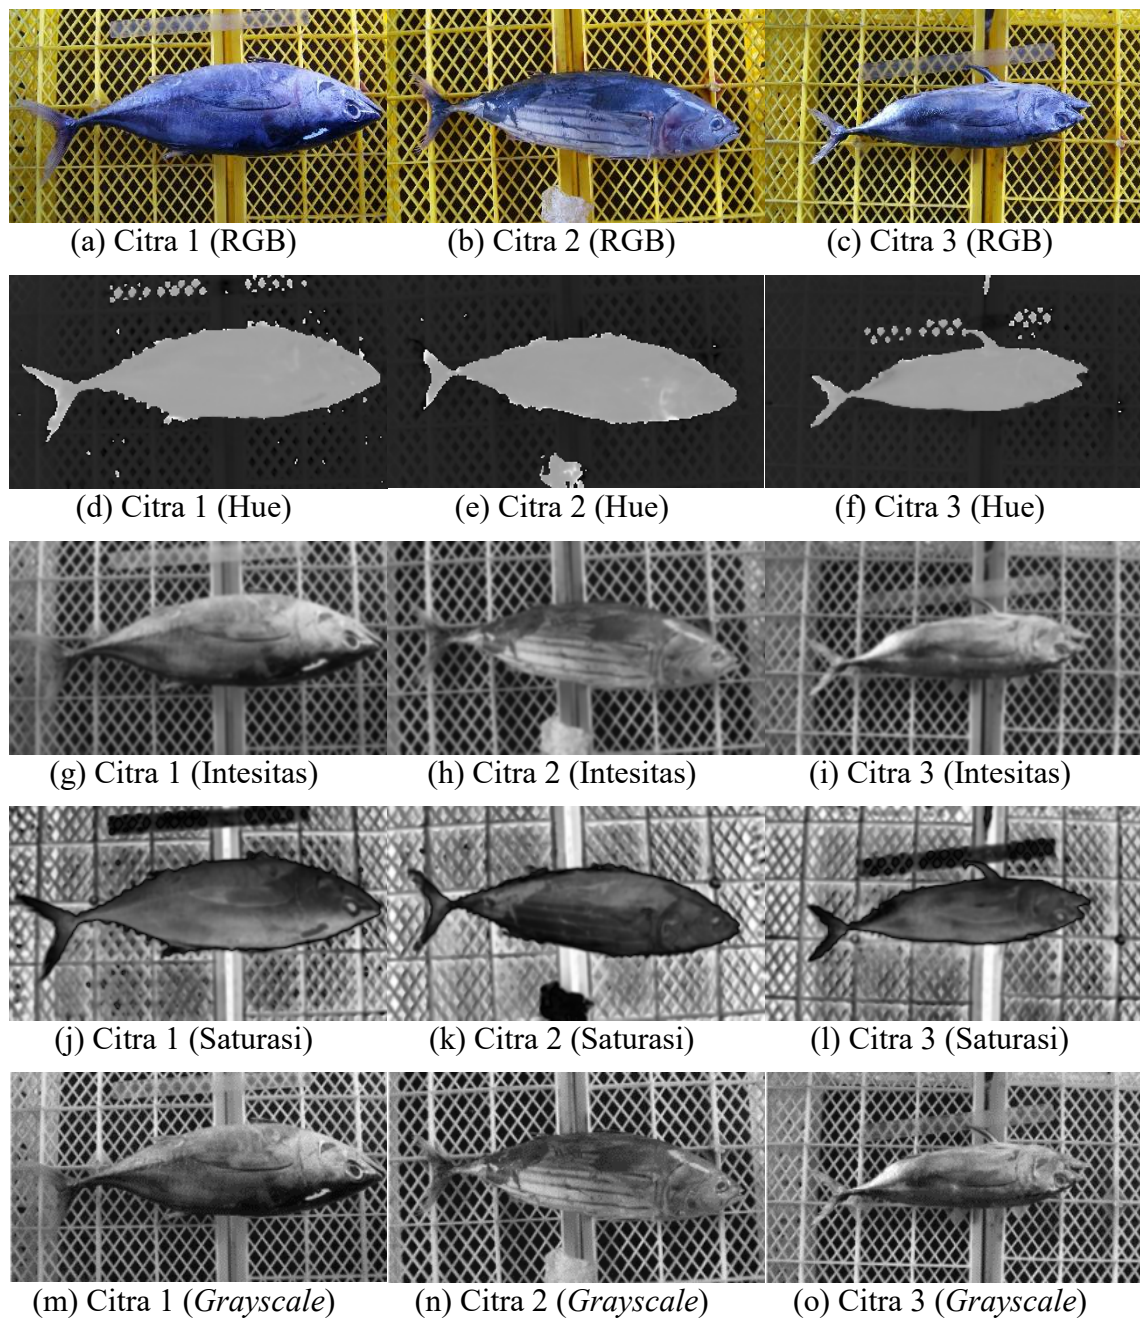 (a) Citra 1 (RGB)
(b) Citra 2 (RGB)
(c) Citra 3 (RGB)
(d) Citra 1 (Hue)
(e) Citra 2 (Hue)
(f) Citra 3 (Hue)
(g) Citra 1 (Intesitas)
(h) Citra 2 (Intesitas)
(i) Citra 3 (Intesitas)
(j) Citra 1 (Saturasi)
(k) Citra 2 (Saturasi)
(l) Citra 3 (Saturasi)
(m) Citra 1 (Grayscale)
(n) Citra 2 (Grayscale)
(o) Citra 3 (Grayscale)